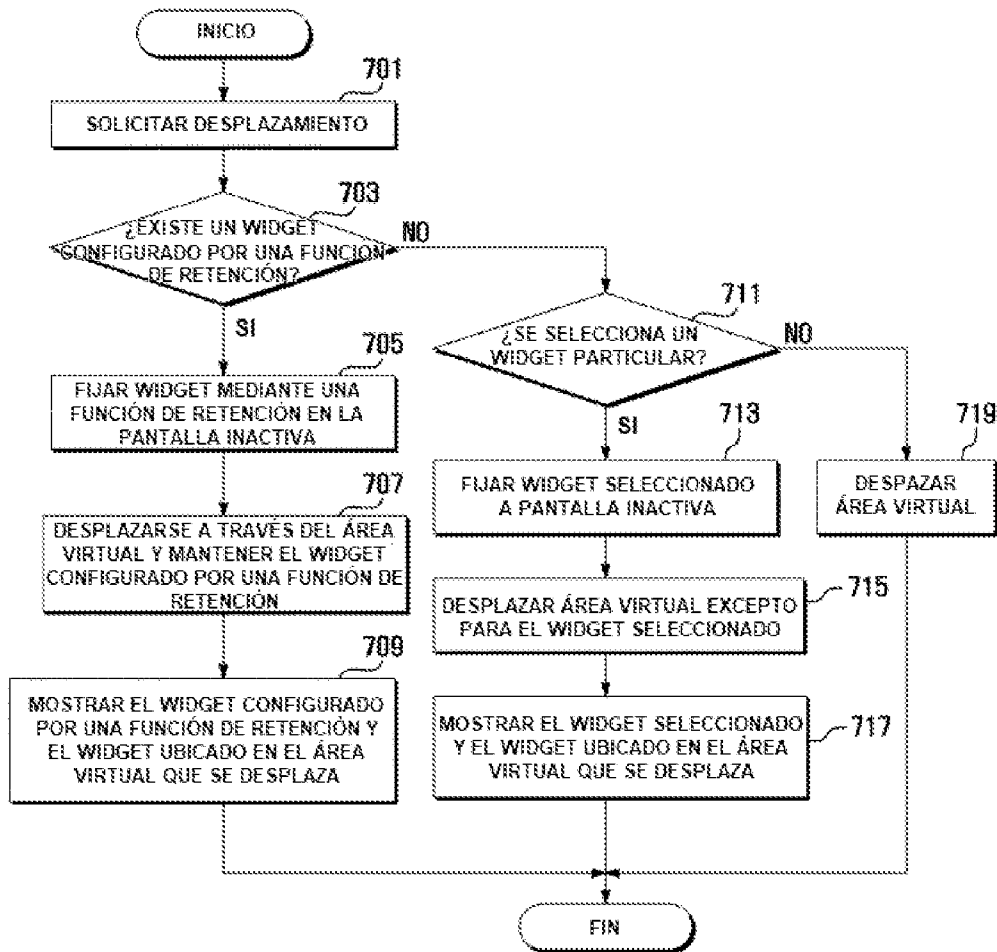 INICIO
701
SOLICITAR DESPLAZAMIENTO
703
¿EXISTE UN WIDGET
CONFIGURADO POR UNA FUNCIÓN
DE RETENCIÓN?
NO
SI
705
FIJAR WIDGET MEDIANTE UNA
FUNCIÓN DE RETENCIÓN EN LA
PANTALLA INACTIVA
707
DESPLAZARSE A TRAVÉS DEL ÁREA
VIRTUAL Y MANTENER EL WIDGET
CONFIGURADO POR UNA FUNCIÓN DE
RETENCIÓN
709
MOSTRAR EL WIDGET CONFIGURADO
POR UNA FUNCIÓN DE RETENCIÓN Y
EL WIDGET UBICADO EN EL ÁREA
VIRTUAL QUE SE DESPLAZA
711
¿SE SELECCIONA UN
WIDGET PARTICULAR?
NO
SI
713
FIJAR WIDGET SELECCIONADO
A PANTALLA INACTIVA
715
DESPLAZAR ÁREA VIRTUAL EXCEPTO
PARA EL WIDGET SELECCIONADO
717
MOSTRAR EL WIDGET SELECCIONADO
Y EL WIDGET UBICADO EN EL ÁREA
VIRTUAL QUE SE DESPLAZA
719
DESPAZAR
ÁREA VIRTUAL
FIN